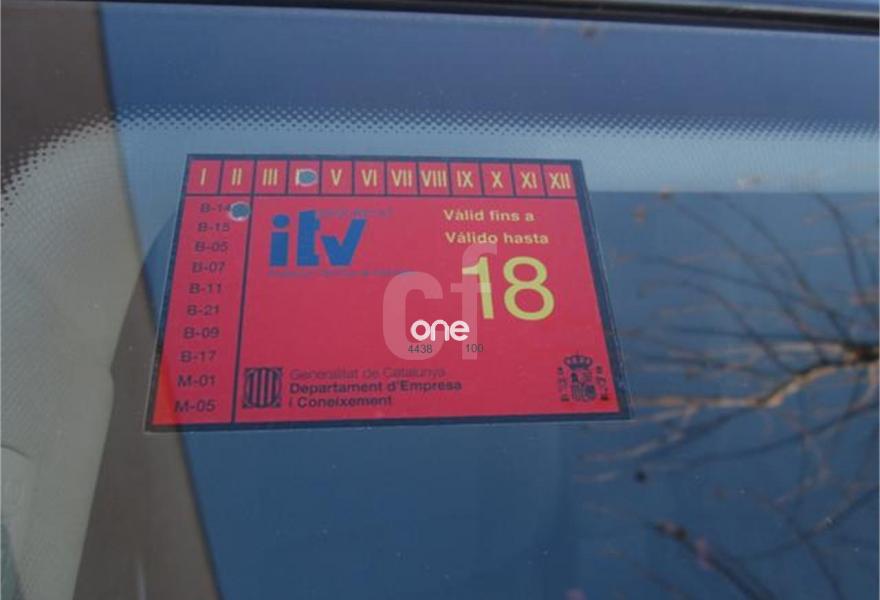 I II III V VI VII VIII IX X XI XII
B-14
B-15
B-05
B-07
B-11
B-21
B-09
B-17
M-01
M-05
itv
Vàlid fins a
Válido hasta
18
cf
one
4438 100
Generalitat de Catalunya
Departament d'Empresa
i Coneixement